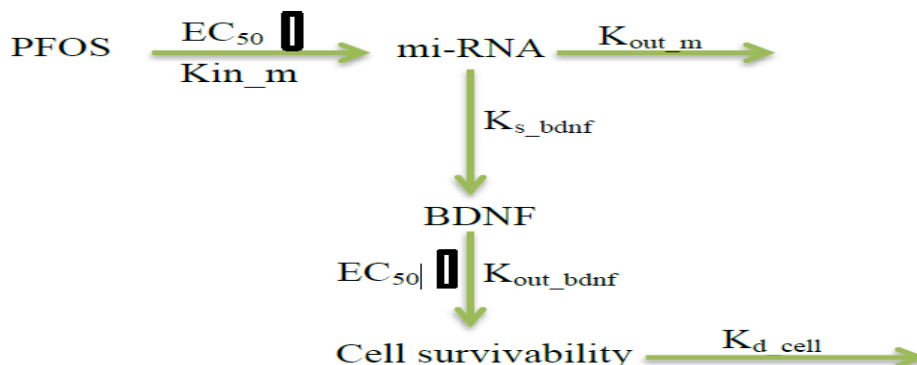 PFOS EC50 mi-RNA Kout_m
Kin_m
Ks_bdnf
BDNF
EC50| Kout_bdnf
Cell survivability Kd_cell